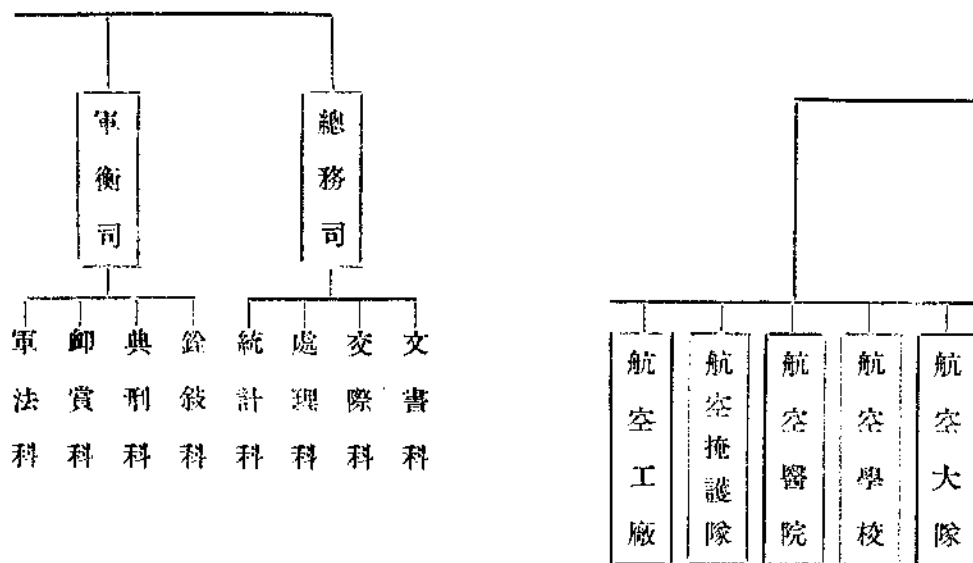 航空大隊
航空學校
航空醫院
航空掩護隊
航空工廠
總務司
文書科
交際科
處理科
統計科
軍衡司
銓敍科
典刑科
卹賞科
軍法科